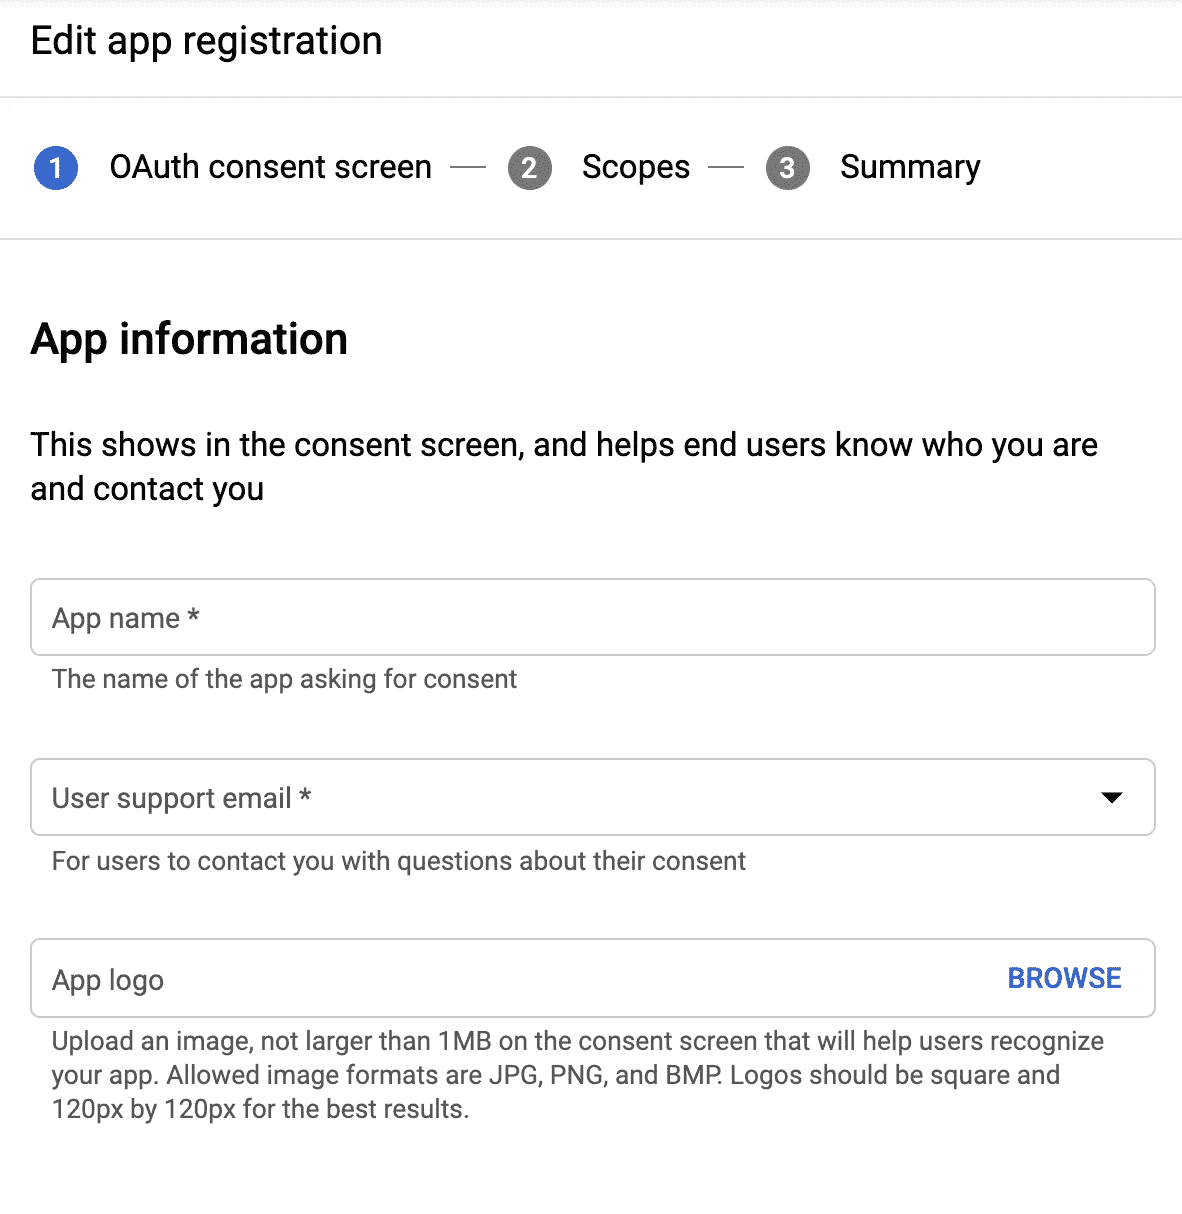 Edit app registration
1 OAuth consent screen — 2 Scopes — 3 Summary
App information
This shows in the consent screen, and helps end users know who you are
and contact you
App name *
The name of the app asking for consent
User support email *
For users to contact you with questions about their consent
App logo BROWSE
Upload an image, not larger than 1MB on the consent screen that will help users recognize
your app. Allowed image formats are JPG, PNG, and BMP. Logos should be square and
120px by 120px for the best results.